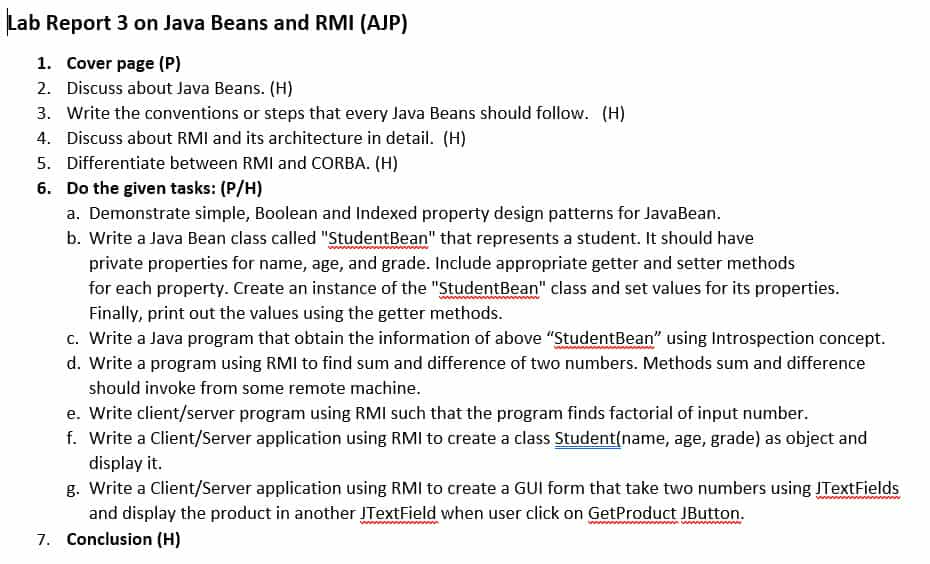 Lab Report 3 on Java Beans and RMI (AJP)
1. Cover page (P)
2. Discuss about Java Beans. (H)
3. Write the conventions or steps that every Java Beans should follow. (H)
4. Discuss about RMI and its architecture in detail. (H)
5. Differentiate between RMI and CORBA. (H)
6. Do the given tasks: (P/H)
a. Demonstrate simple, Boolean and Indexed property design patterns for JavaBean.
b. Write a Java Bean class called "StudentBean" that represents a student. It should have
private properties for name, age, and grade. Include appropriate getter and setter methods
for each property. Create an instance of the "StudentBean" class and set values for its properties.
Finally, print out the values using the getter methods.
c. Write a Java program that obtain the information of above “StudentBean” using Introspection concept.
d. Write a program using RMI to find sum and difference of two numbers. Methods sum and difference
should invoke from some remote machine.
e. Write client/server program using RMI such that the program finds factorial of input number.
f. Write a Client/Server application using RMI to create a class Student(name, age, grade) as object and
display it.
g. Write a Client/Server application using RMI to create a GUI form that take two numbers using JTextFields
and display the product in another JTextField when user click on GetProduct JButton.
7. Conclusion (H)